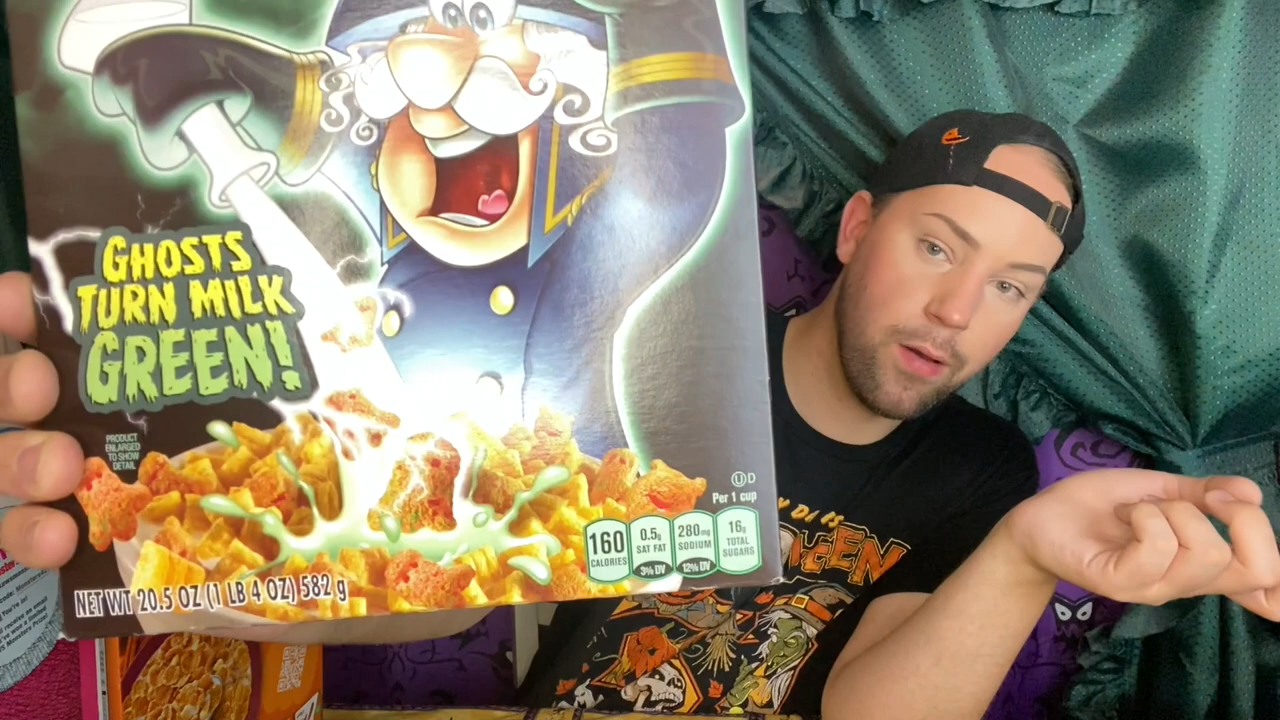 GHOSTS
TURN MILK
GREEN!
PRODUCT
ENLARGED
TO SHOW
DETAIL
U D
Per 1 cup
160
CALORIES
0.5g
SAT FAT
3% DV
280mg
SODIUM
12% DV
16g
TOTAL
SUGARS
NET WT 20.5 OZ (1 LB 4 OZ) 582 g